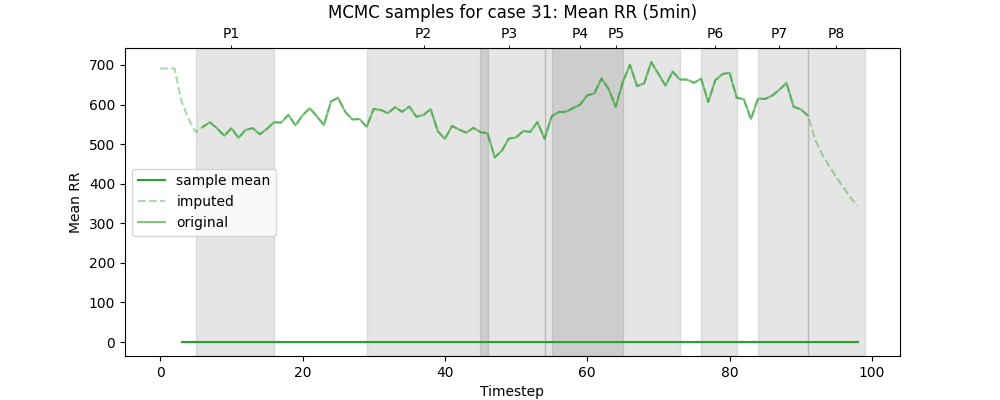 MCMC samples for case 31: Mean RR (5min)
P1 P2 P3 P4 P5 P6 P7 P8
700
600
500
400
300
200
100
0
Mean RR
sample mean
imputed
original
0 20 40 60 80 100
Timestep